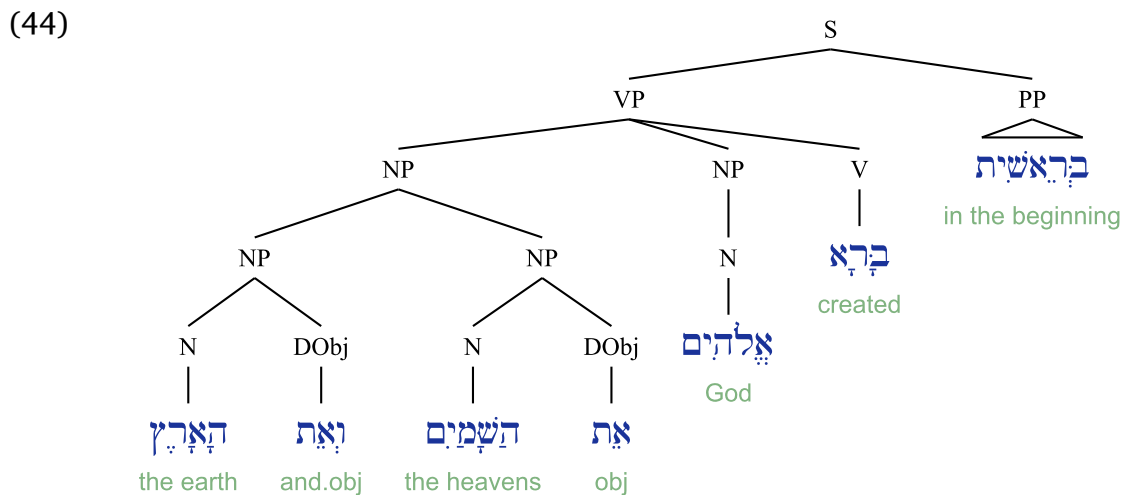 (44)
S
VP PP
NP NP V
בְּרֵאשִׁית
in the beginning
NP NP N
בָּרָא
created
N DObj N DObj
אֱלֹהִים
God
הָאָרֶץ וְאֵת הַשָּׁמַיִם אֵת
the earth and.obj the heavens obj